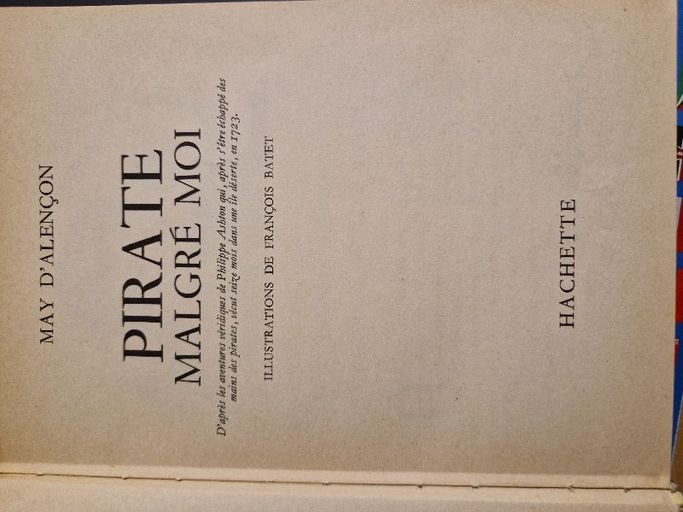 MAY D'ALENÇON
PIRATE
MALGRÉ MOI
D'après les aventures véridiques de Philippe Ashton qui, après s'être échappé des
mains des pirates, vécut seize mois dans une île déserte, en 1723.
ILLUSTRATIONS DE FRANÇOIS BATET
HACHETTE